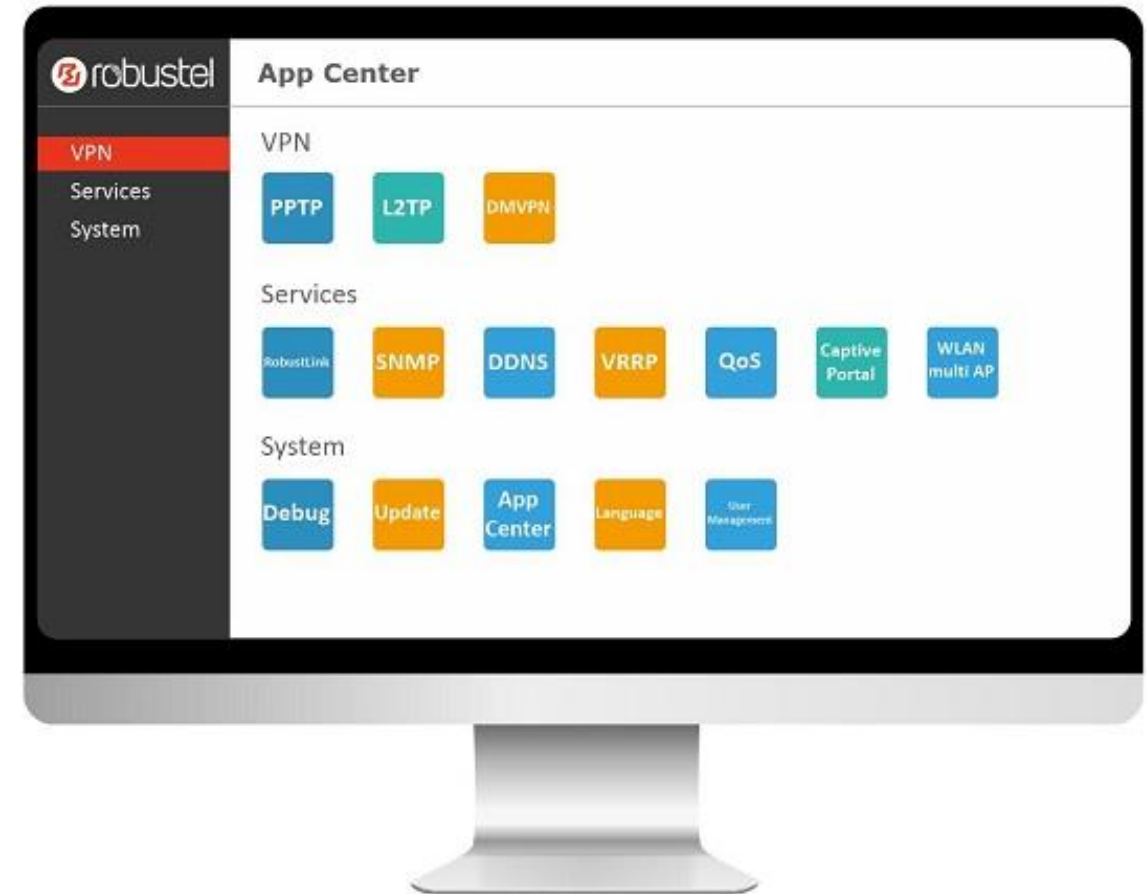 robustel
App Center
VPN
Services
System
VPN
PPTP
L2TP
DMVPN
Services
RobustLink
SNMP
DDNS
VRRP
QoS
Captive
Portal
WLAN
multi AP
System
Debug
Update
App
Center
Language
User
Management